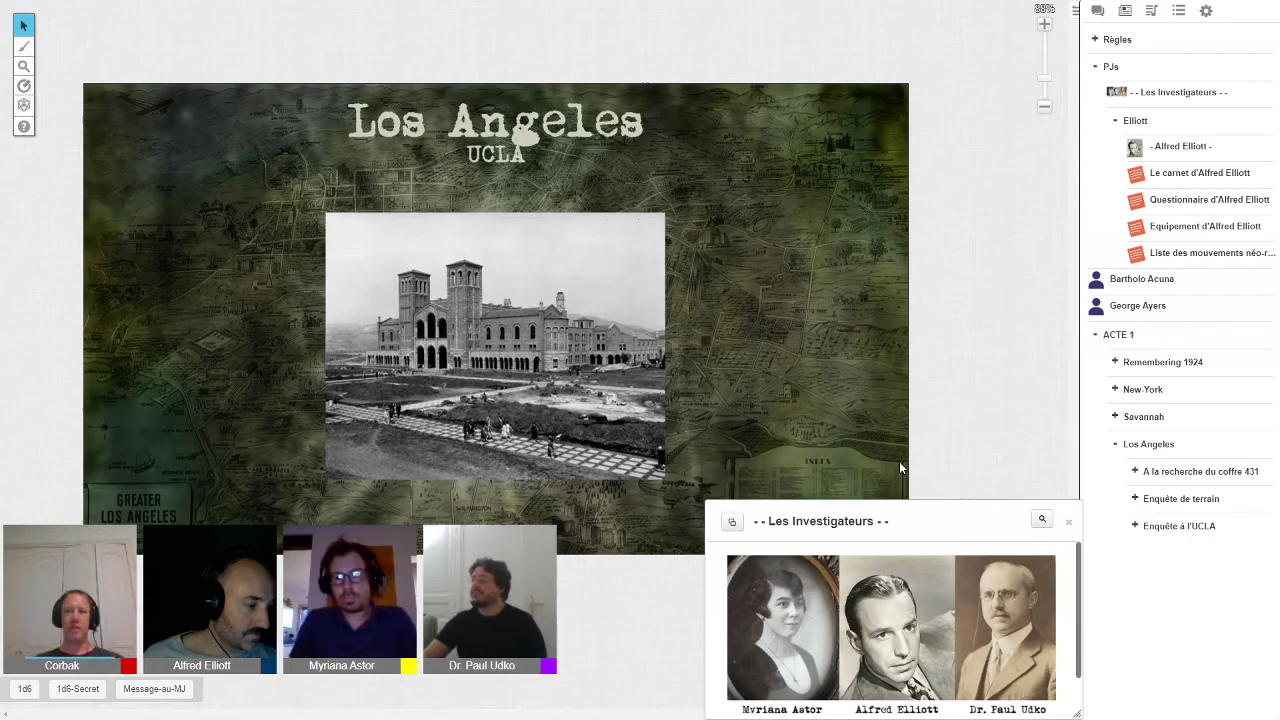 88%
Los Angeles
UCLA
INDEX
GREATER
LOS ANGELES
Corbak
Alfred Elliott
Myriana Astor
Dr. Paul Udko
1d6
1d6-Secret
Message-au-MJ
- - Les Investigateurs - -
Myriana Astor
Alfred Elliott
Dr. Paul Udko
Règles
PJs
- - Les Investigateurs - -
Elliott
- Alfred Elliott -
Le carnet d'Alfred Elliott
Questionnaire d'Alfred Elliott
Equipement d'Alfred Elliott
Liste des mouvements néo-r...
Bartholo Acuna
George Ayers
ACTE 1
Remembering 1924
New-York
Savannah
Los Angeles
A la recherche du coffre 431
Enquête de terrain
Enquête á l'UCLA